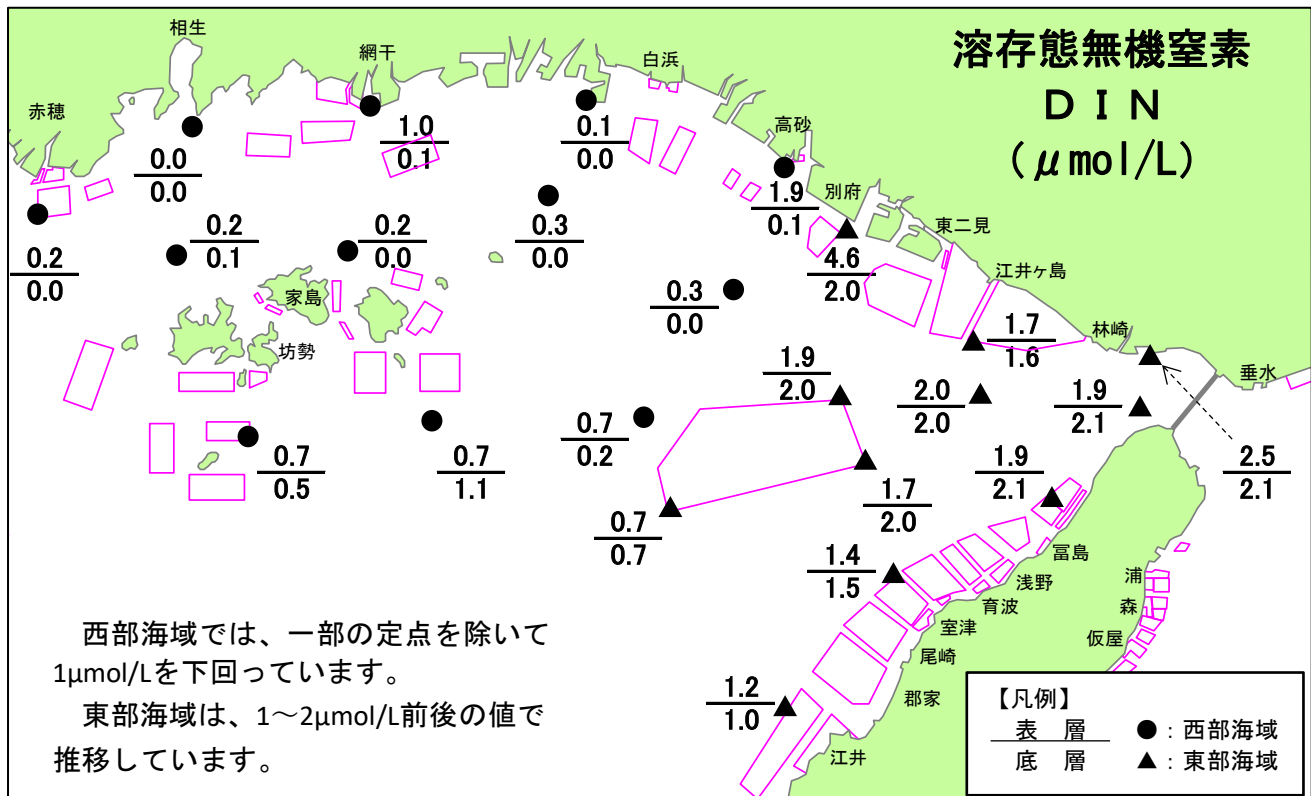 溶存態無機窒素
ＤＩＮ
(μmol/L)
相生
網干
白浜
赤穂
高砂
別府
東二見
江井ヶ島
林崎
垂水
家島
坊勢
0.0
0.0
1.0
0.1
0.1
0.0
1.9
0.1
0.2
0.0
0.2
0.1
0.2
0.0
0.3
0.0
4.6
2.0
0.3
0.0
1.7
1.6
1.9
2.0
2.0
2.0
1.9
2.1
2.5
2.1
0.7
0.5
0.7
1.1
0.7
0.2
1.9
2.1
1.7
2.0
0.7
0.7
1.4
1.5
1.2
1.0
冨島
浅野
育波
室津
尾崎
郡家
江井
浦
森
仮屋
西部海域では、一部の定点を除いて
1μmol/Lを下回っています。
東部海域は、1～2μmol/L前後の値で
推移しています。
【凡例】
表　層　●：西部海域
底　層　▲：東部海域